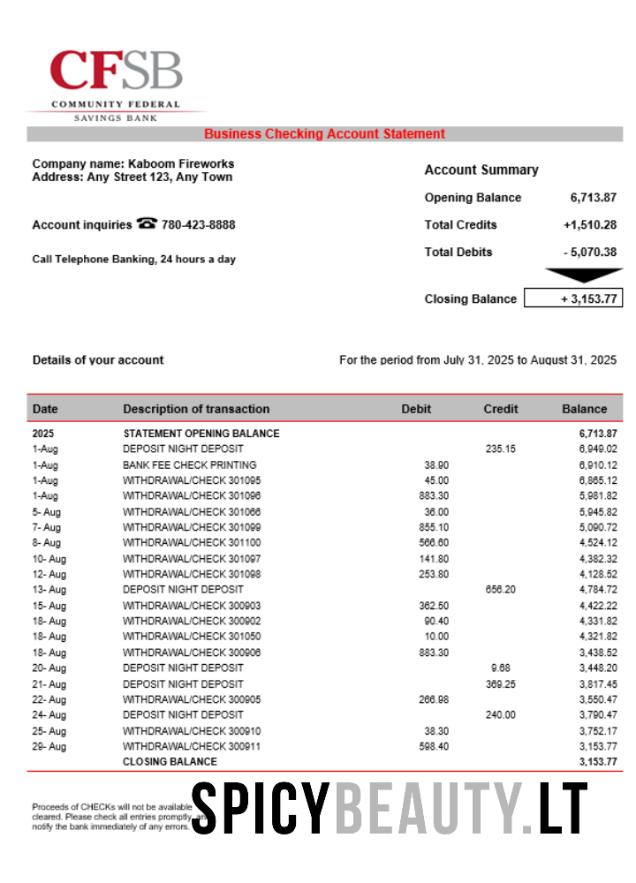 CFSB
COMMUNITY FEDERAL
SAVINGS BANK
Business Checking Account Statement
Company name: Kaboom Fireworks
Address: Any Street 123, Any Town
Account inquiries ☎ 780-423-8888
Call Telephone Banking, 24 hours a day
Account Summary
Opening Balance 6,713.87
Total Credits +1,510.28
Total Debits - 5,070.38
Closing Balance + 3,153.77
Details of your account For the period from July 31, 2025 to August 31, 2025
Date Description of transaction Debit Credit Balance
2025 STATEMENT OPENING BALANCE 6,713.87
1-Aug DEPOSIT NIGHT DEPOSIT 235.15 6,949.02
1-Aug BANK FEE CHECK PRINTING 38.90 6,910.12
1-Aug WITHDRAWAL/CHECK 301095 45.00 6,865.12
1-Aug WITHDRAWAL/CHECK 301096 883.30 5,981.82
5- Aug WITHDRAWAL/CHECK 301066 36.00 5,945.82
7- Aug WITHDRAWAL/CHECK 301099 855.10 5,090.72
8- Aug WITHDRAWAL/CHECK 301100 566.60 4,524.12
10- Aug WITHDRAWAL/CHECK 301097 141.80 4,382.32
12- Aug WITHDRAWAL/CHECK 301098 253.80 4,128.52
13- Aug DEPOSIT NIGHT DEPOSIT 656.20 4,784.72
15- Aug WITHDRAWAL/CHECK 300903 362.50 4,422.22
18- Aug WITHDRAWAL/CHECK 300902 90.40 4,331.82
18- Aug WITHDRAWAL/CHECK 301050 10.00 4,321.82
18- Aug WITHDRAWAL/CHECK 300906 883.30 3,438.52
20- Aug DEPOSIT NIGHT DEPOSIT 9.68 3,448.20
21- Aug DEPOSIT NIGHT DEPOSIT 369.25 3,817.45
22- Aug WITHDRAWAL/CHECK 300905 266.98 3,550.47
24- Aug DEPOSIT NIGHT DEPOSIT 240.00 3,790.47
25- Aug WITHDRAWAL/CHECK 300910 38.30 3,752.17
29- Aug WITHDRAWAL/CHECK 300911 598.40 3,153.77
CLOSING BALANCE 3,153.77
Proceeds of CHECKs will not be available
cleared. Please check all entries promptly, an
notify the bank immediately of any errors.
SPICYBEAUTY.LT